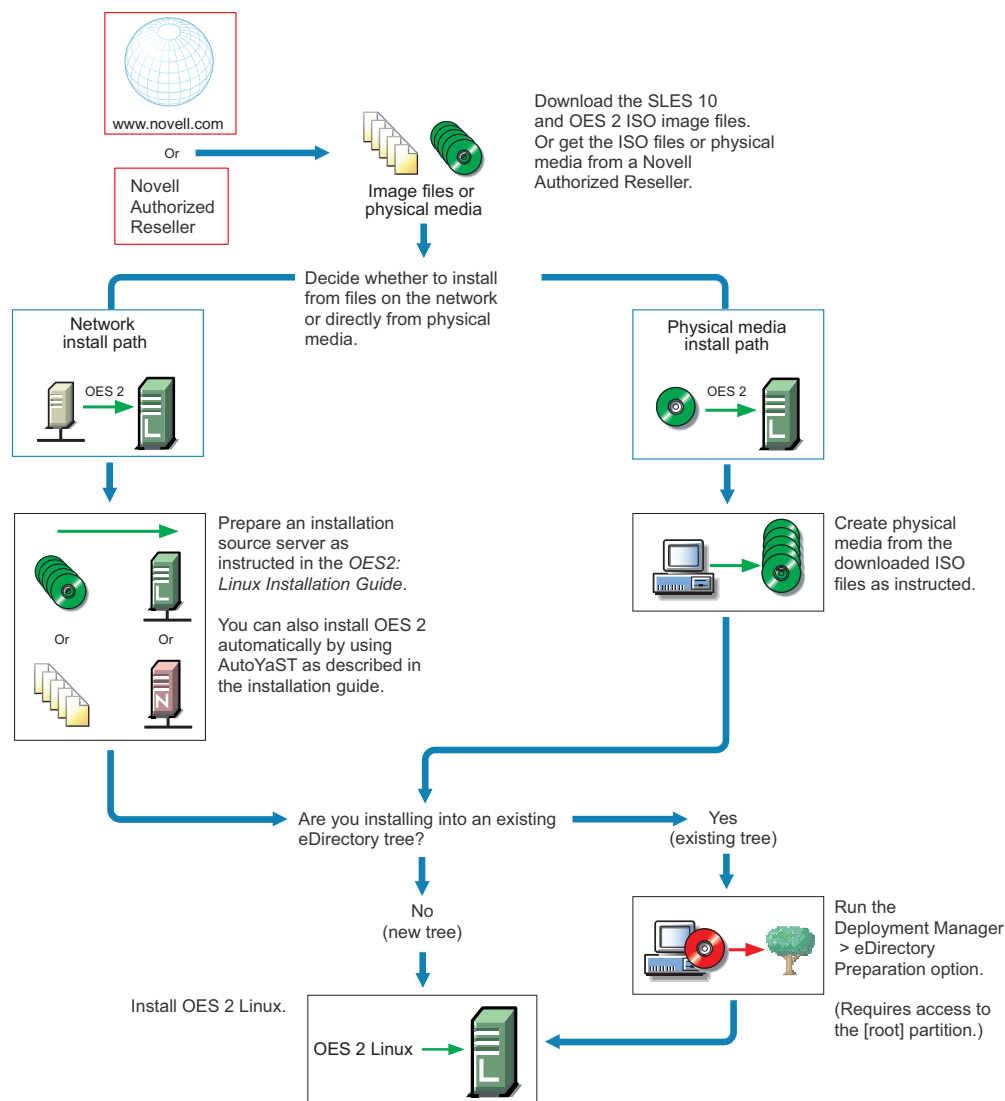 www.novell.com
Or
Novell
Authorized
Reseller
Image files or
physical media
Download the SLES 10
and OES 2 ISO image files.
Or get the ISO files or physical
media from a Novell
Authorized Reseller.
Decide whether to install
from files on the network
or directly from physical
media.
Network
install path
OES 2
L
Physical media
install path
OES 2
L
Prepare an installation
source server as
instructed in the OES2:
Linux Installation Guide.
You can also install OES 2
automatically by using
AutoYaST as described in
the installation guide.
L
Or
Or
N
Create physical
media from the
downloaded ISO
files as instructed.
Are you installing into an existing
eDirectory tree?
Yes
(existing tree)
No
(new tree)
Run the
Deployment Manager
> eDirectory
Preparation option.
(Requires access to
the [root] partition.)
Install OES 2 Linux.
OES 2 Linux
L